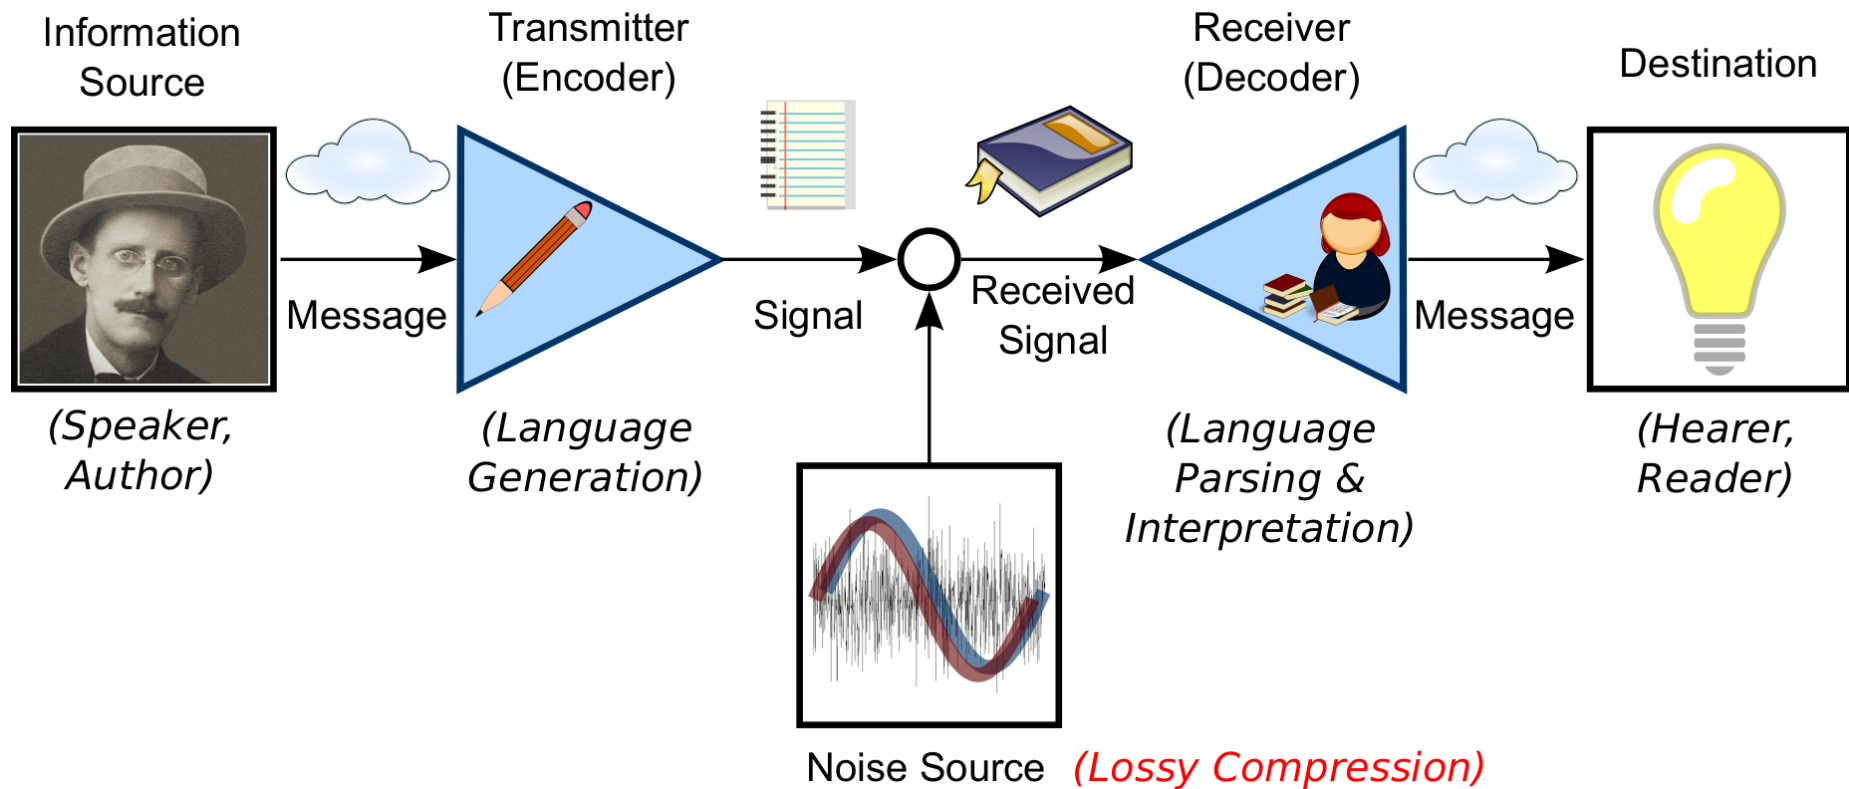 Information
Source
Transmitter
(Encoder)
Receiver
(Decoder)
Destination
Message
Signal
Received
Signal
Message
(Speaker,
Author)
(Language
Generation)
(Language
Parsing &
Interpretation)
(Hearer,
Reader)
Noise Source (Lossy Compression)